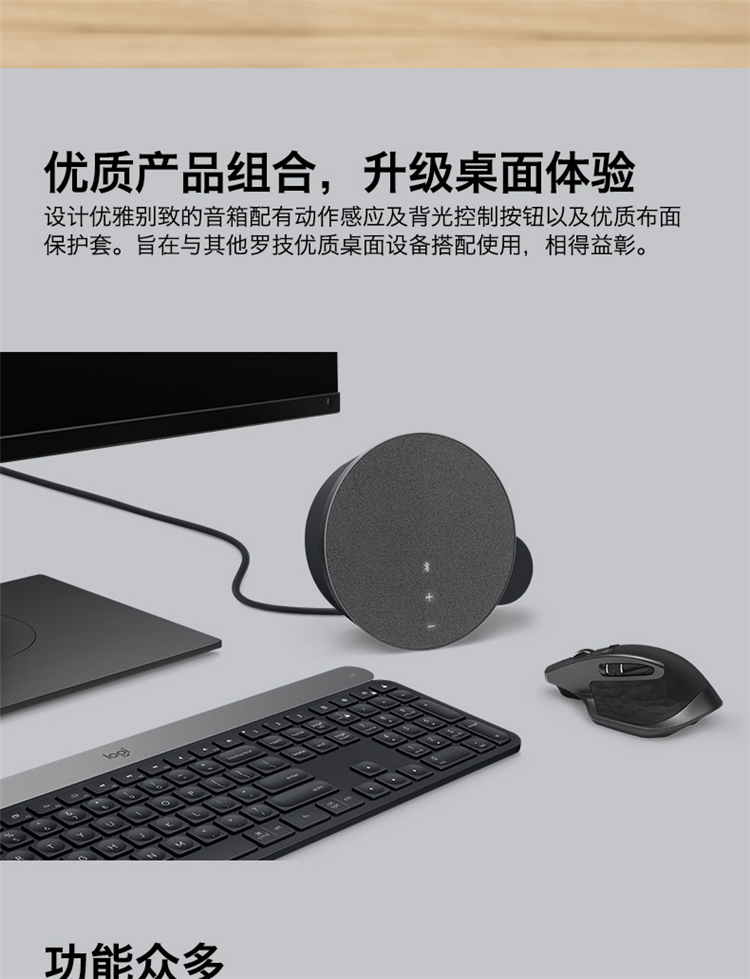 优质产品组合，升级桌面体验
设计优雅别致的音箱配有动作感应及背光控制按钮以及优质布面
保护套。旨在与其他罗技优质桌面设备搭配使用，相得益彰。
logi
功能众多